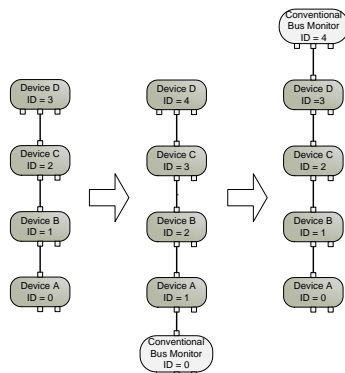 Device D
ID = 3
Device C
ID = 2
Device B
ID = 1
Device A
ID = 0
Device D
ID = 4
Device C
ID = 3
Device B
ID = 2
Device A
ID = 1
Conventional
Bus Monitor
ID = 0
Conventional
Bus Monitor
ID = 4
Device D
ID =3
Device C
ID = 2
Device B
ID = 1
Device A
ID = 0